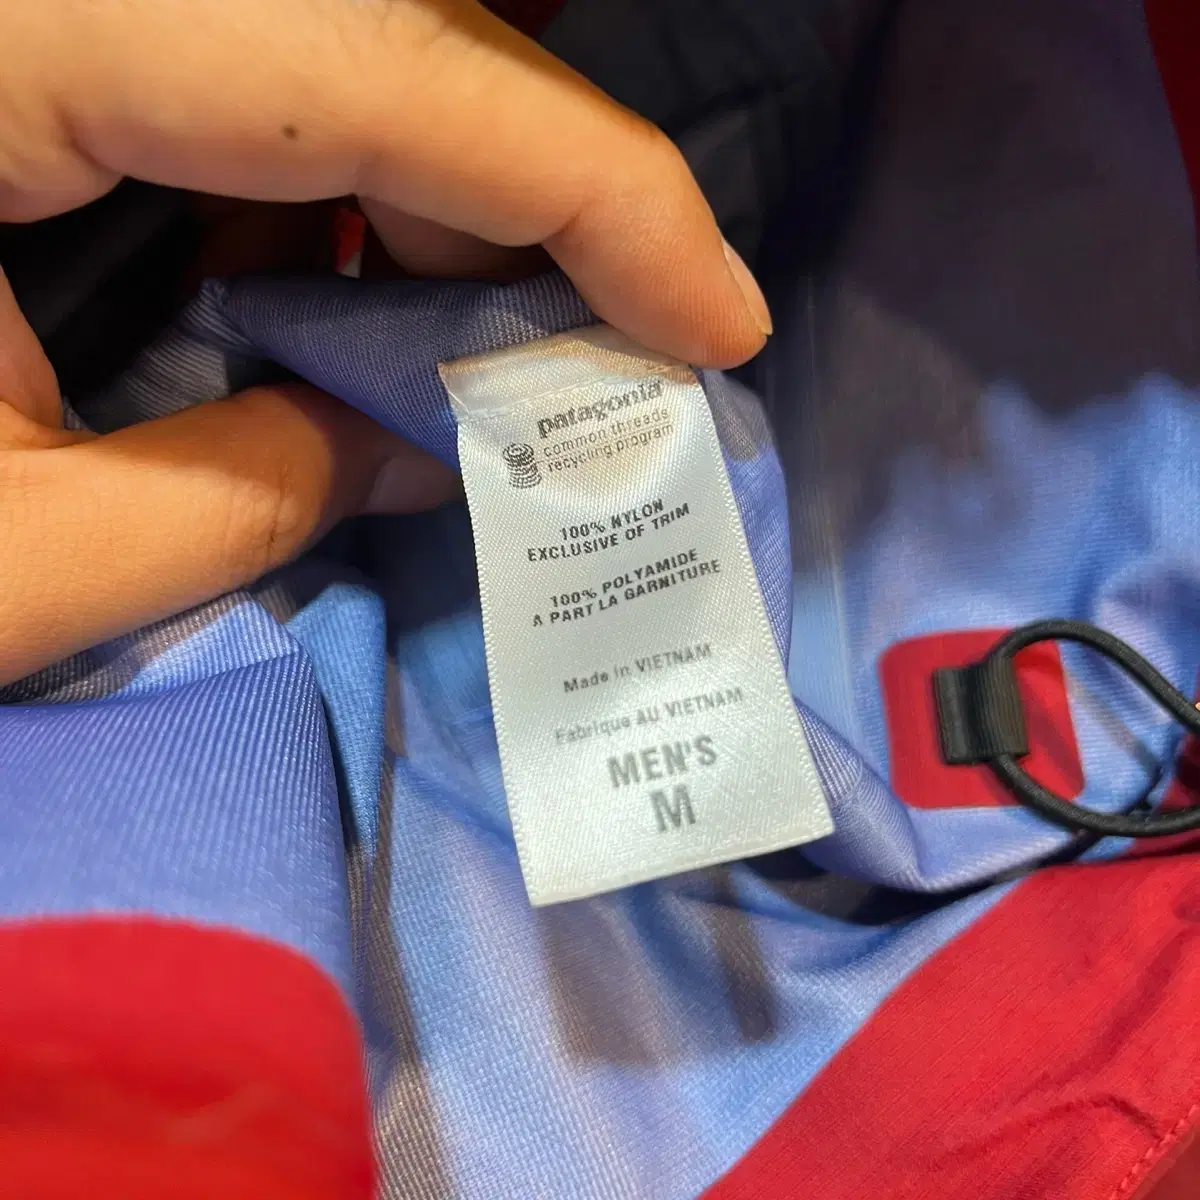 patagonia
common threads
recycling program
100% NYLON
EXCLUSIVE OF TRIM
100% POLYAMIDE
A PART LA GARNITURE
Made in VIETNAM
Fabrique AU VIETNAM
MEN'S
M